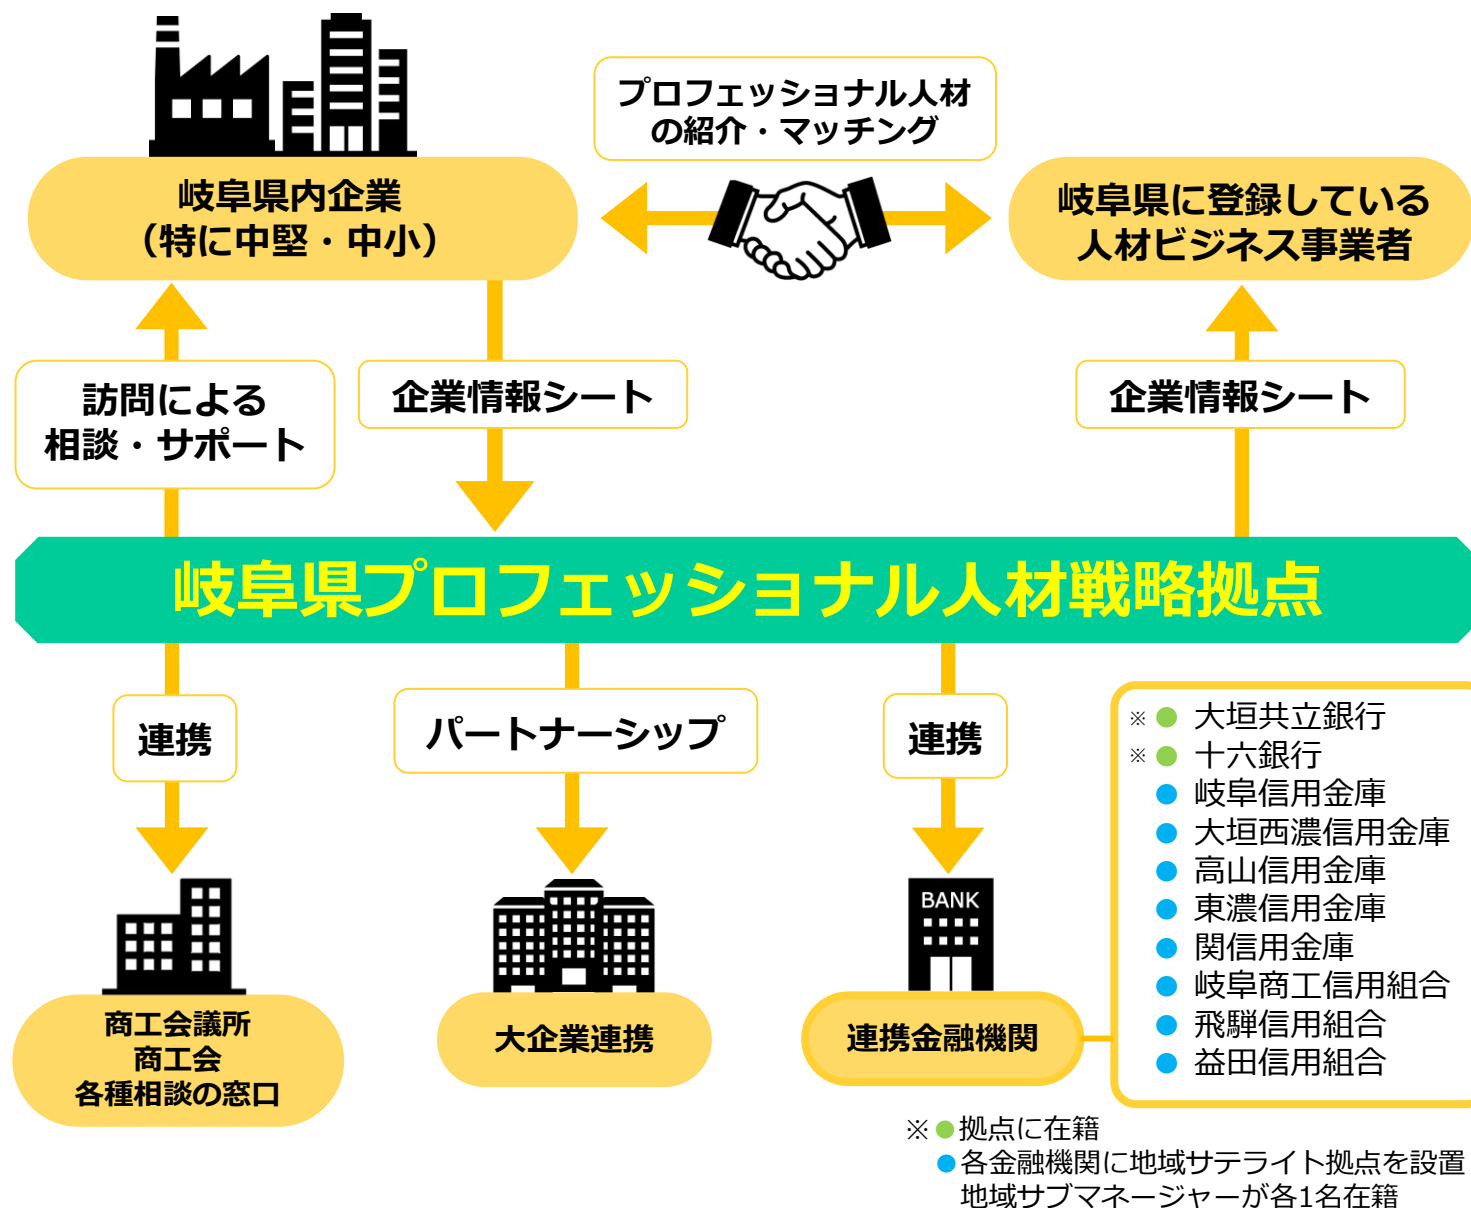 プロフェッショナル人材
の紹介・マッチング
岐阜県内企業
（特に中堅・中小）
岐阜県に登録している
人材ビジネス事業者
訪問による
相談・サポート
企業情報シート
企業情報シート
岐阜県プロフェッショナル人材戦略拠点
連携
パートナーシップ
連携
商工会議所
商工会
各種相談の窓口
大企業連携
BANK
連携金融機関
※ ● 大垣共立銀行
※ ● 十六銀行
● 岐阜信用金庫
● 大垣西濃信用金庫
● 高山信用金庫
● 東濃信用金庫
● 関信用金庫
● 岐阜商工信用組合
● 飛騨信用組合
● 益田信用組合
※ ●拠点に在籍
●各金融機関に地域サテライト拠点を設置
地域サブマネージャーが各1名在籍